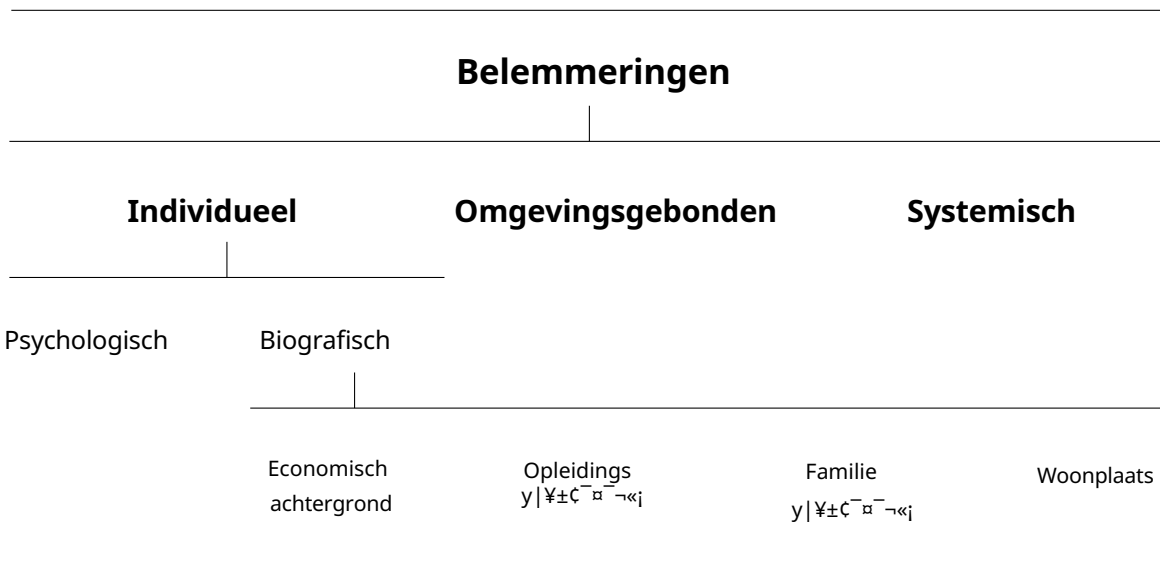 Belemmeringen
Individueel Omgevingsgebonden Systemisch
Psychologisch Biografisch
Economisch Opleidings Familie Woonplaats
achtergrond y|¥±¢¯¤¯¬«¡ y|¥±¢¯¤¯¬«¡